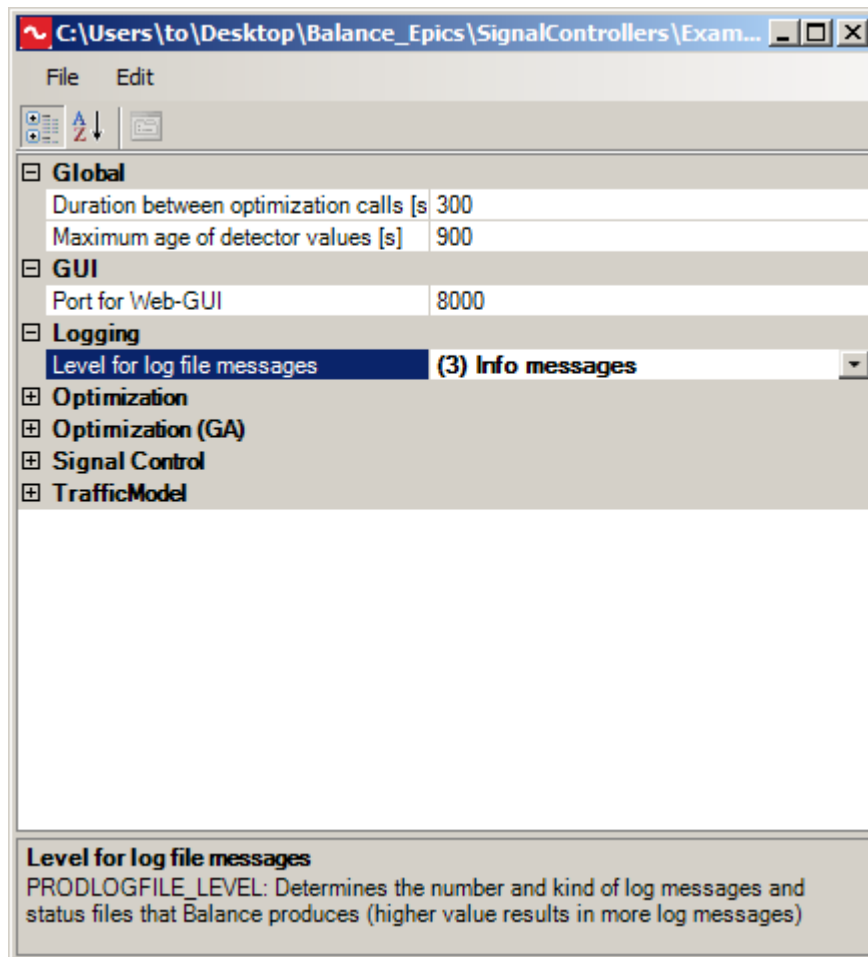 C:\Users\to\Desktop\Balance_Epics\SignalControllers\Exam...
File Edit
Global
Duration between optimization calls [s 300
Maximum age of detector values [s] 900
GUI
Port for Web-GUI 8000
Logging
Level for log file messages (3) Info messages
Optimization
Optimization (GA)
Signal Control
TrafficModel
Level for log file messages
PRODLOGFILE_LEVEL: Determines the number and kind of log messages and
status files that Balance produces (higher value results in more log messages)